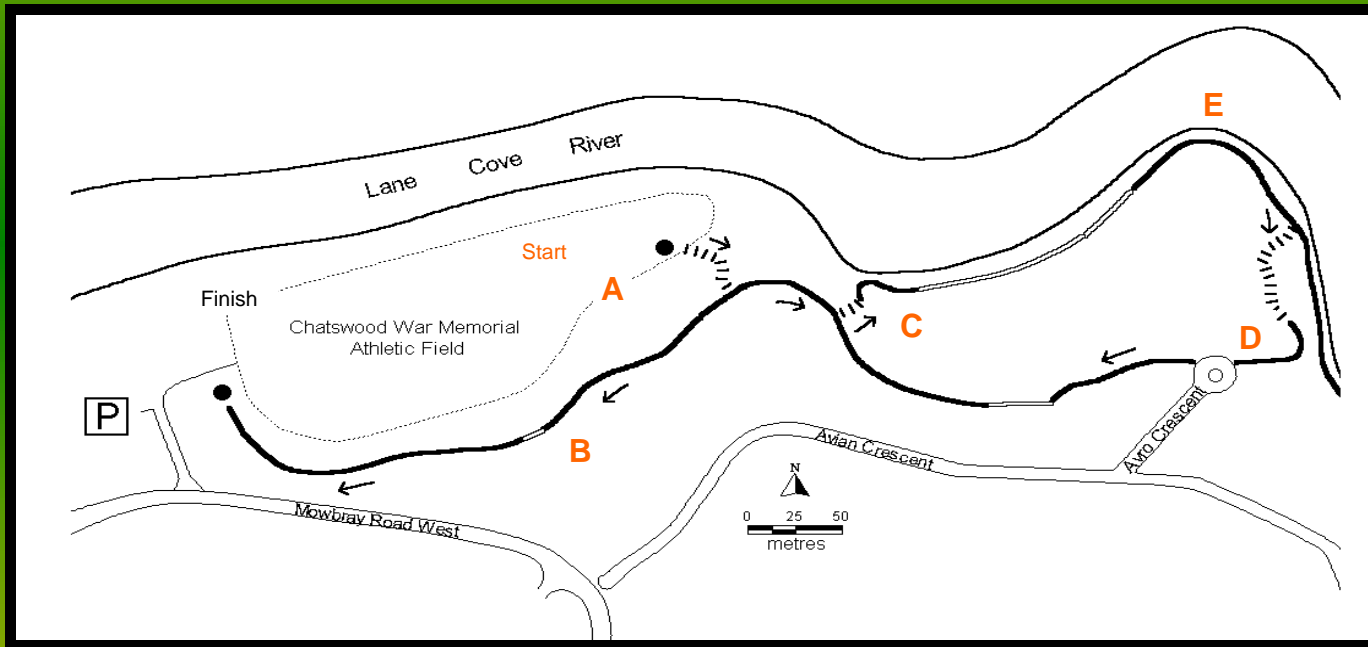 E
Lane Cove River
Start
A
Finish
C
Chatswood War Memorial
Athletic Field
D
P
B
Avro Crescent
Avian Crescent
N
Mowbray Road West
0 25 50
metres